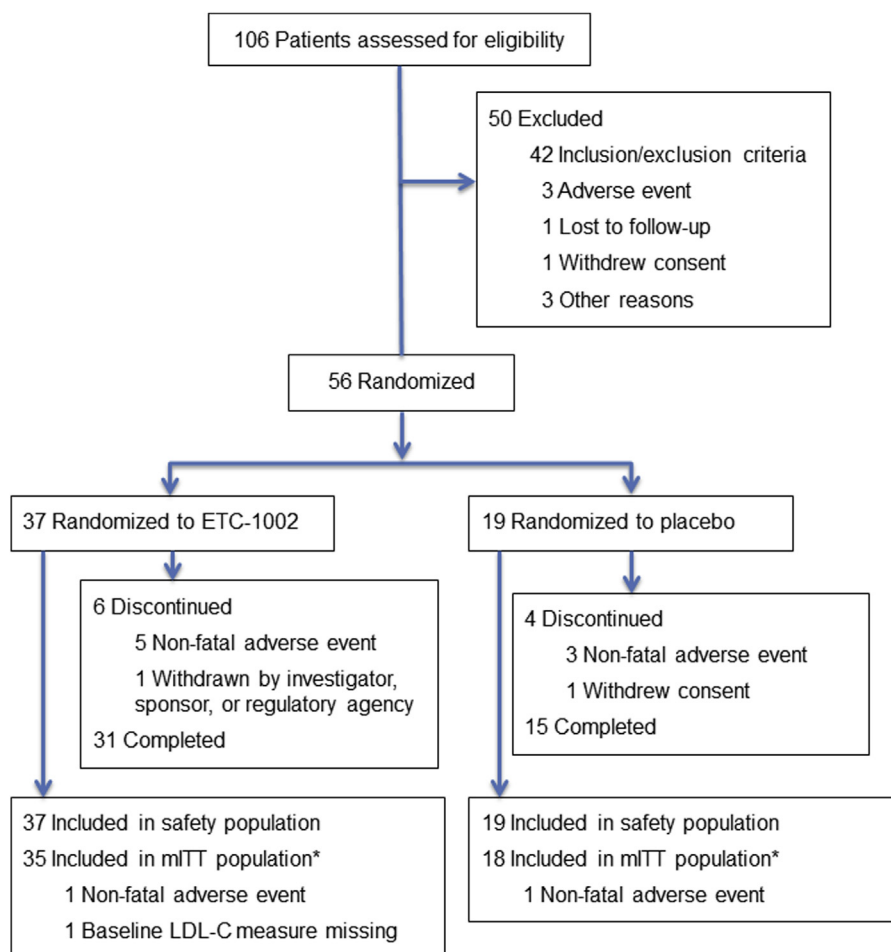 106 Patients assessed for eligibility
50 Excluded
42 Inclusion/exclusion criteria
3 Adverse event
1 Lost to follow-up
1 Withdrew consent
3 Other reasons
56 Randomized
37 Randomized to ETC-1002
19 Randomized to placebo
6 Discontinued
5 Non-fatal adverse event
1 Withdrawn by investigator,
sponsor, or regulatory agency
31 Completed
4 Discontinued
3 Non-fatal adverse event
1 Withdrew consent
15 Completed
37 Included in safety population
35 Included in mITT population*
1 Non-fatal adverse event
1 Baseline LDL-C measure missing
19 Included in safety population
18 Included in mITT population*
1 Non-fatal adverse event